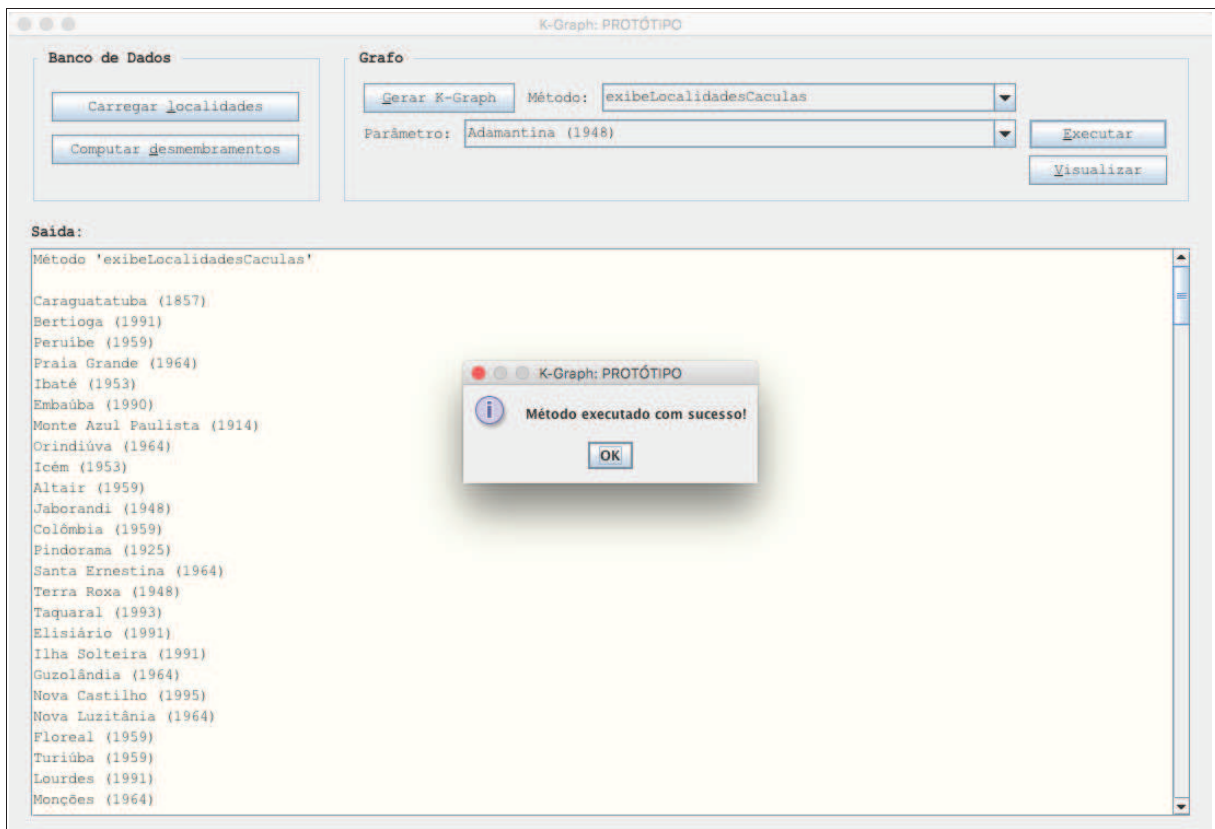 K-Graph: PROTÓTIPO
Banco de Dados
Carregar localidades
Computar desmembramentos
Grafo
Gerar K-Graph Método: exibeLocalidadesCaculas
Parâmetro: Adamantina (1948) Executar
Visualizar
Saída:
Método 'exibeLocalidadesCaculas'
Caraguatatuba (1857)
Bertioga (1991)
Peruíbe (1959)
Praia Grande (1964)
Ibaté (1953)
Embaúba (1990)
Monte Azul Paulista (1914)
Orindiúva (1964)
Icém (1953)
Altair (1959)
Jaborandi (1948)
Colômbia (1959)
Pindorama (1925)
Santa Ernestina (1964)
Terra Roxa (1948)
Taquaral (1993)
Elisiário (1991)
Ilha Solteira (1991)
Guzolândia (1964)
Nova Castilho (1995)
Nova Luzitânia (1964)
Floreal (1959)
Turiúba (1959)
Lourdes (1991)
Monções (1964)
K-Graph: PROTÓTIPO
Método executado com sucesso!
OK